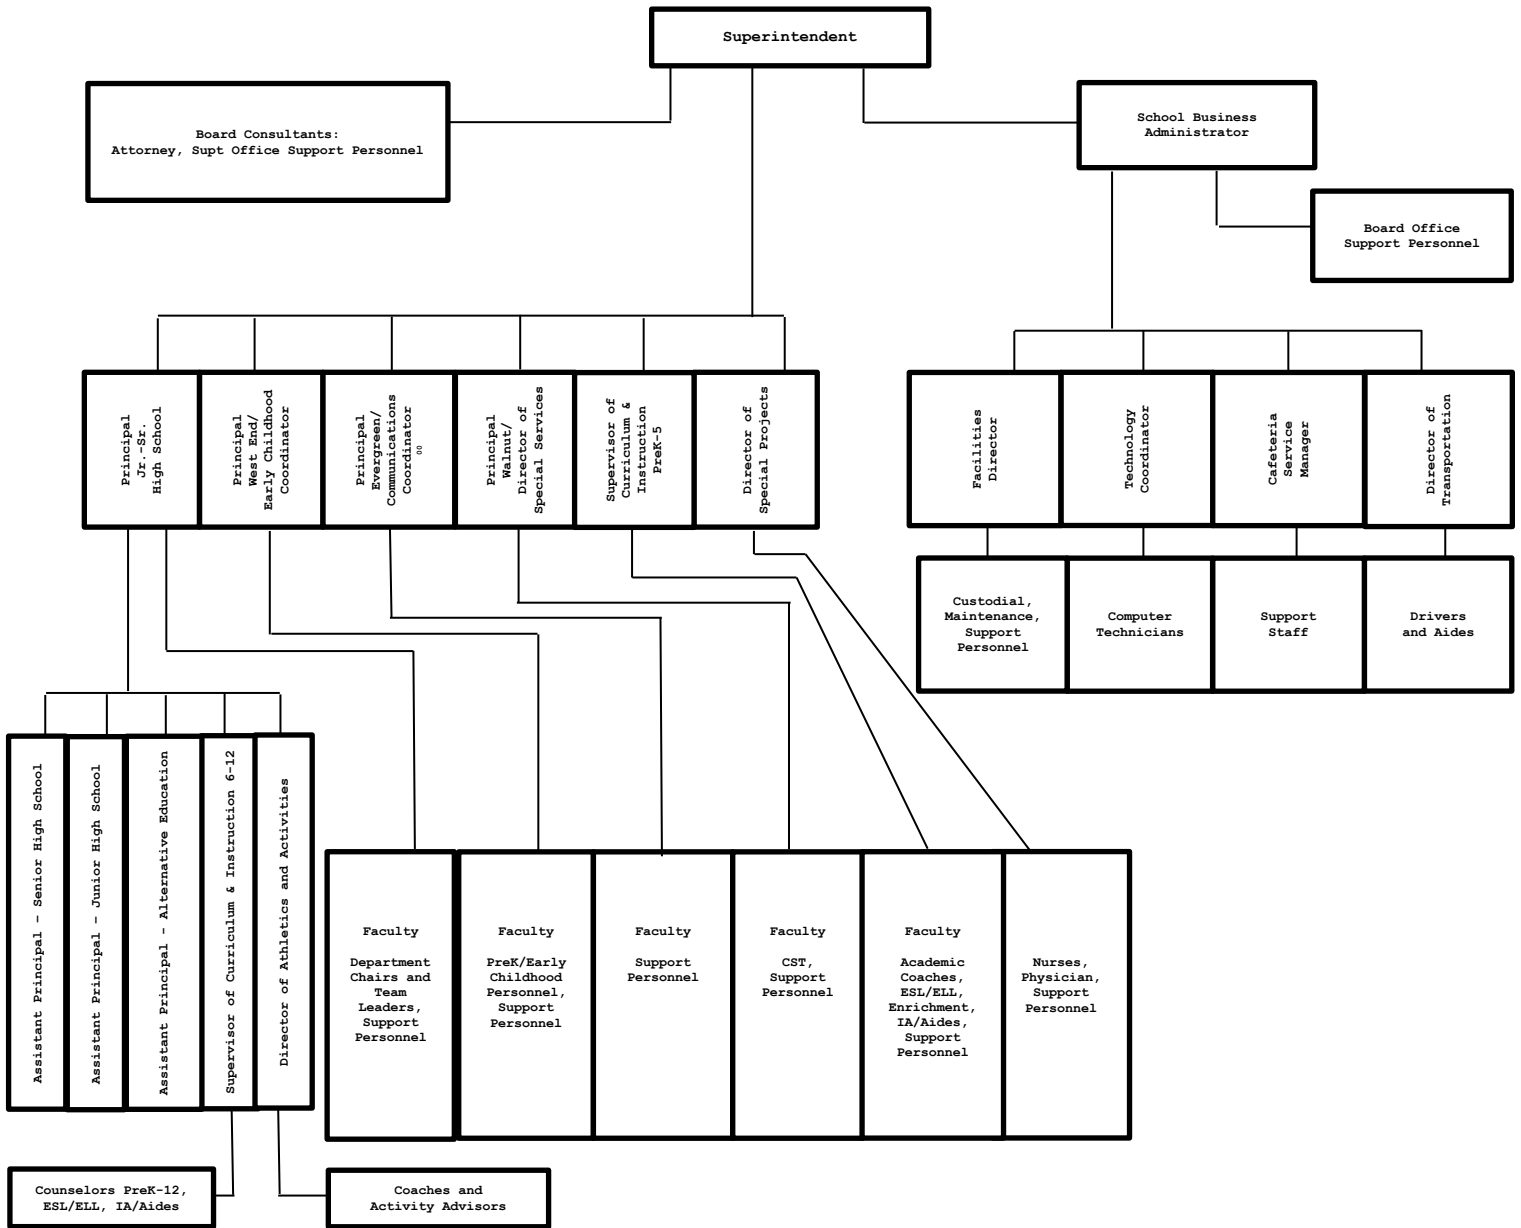 Superintendent
Board Consultants:
Attorney, Supt Office Support Personnel
School Business
Administrator
Board Office
Support Personnel
Principal
Jr.-Sr.
High School
Principal
West End/
Early Childhood
Coordinator
Principal
Evergreen/
Communications
Coordinator
00
Principal
Walnut/
Director of
Special Services
Supervisor of
Curriculum &
Instruction
PreK-5
Director of
Special Projects
Facilities
Director
Technology
Coordinator
Cafeteria
Service
Manager
Director of
Transportation
Custodial,
Maintenance,
Support
Personnel
Computer
Technicians
Support
Staff
Drivers
and Aides
Assistant Principal – Senior High School
Assistant Principal – Junior High School
Assistant Principal - Alternative Education
Supervisor of Curriculum & Instruction 6-12
Director of Athletics and Activities
Faculty
Department
Chairs and
Team
Leaders,
Support
Personnel
Faculty
PreK/Early
Childhood
Personnel,
Support
Personnel
Faculty
Support
Personnel
Faculty
CST,
Support
Personnel
Faculty
Academic
Coaches,
ESL/ELL,
Enrichment,
IA/Aides,
Support
Personnel
Nurses,
Physician,
Support
Personnel
Counselors PreK-12,
ESL/ELL, IA/Aides
Coaches and
Activity Advisors